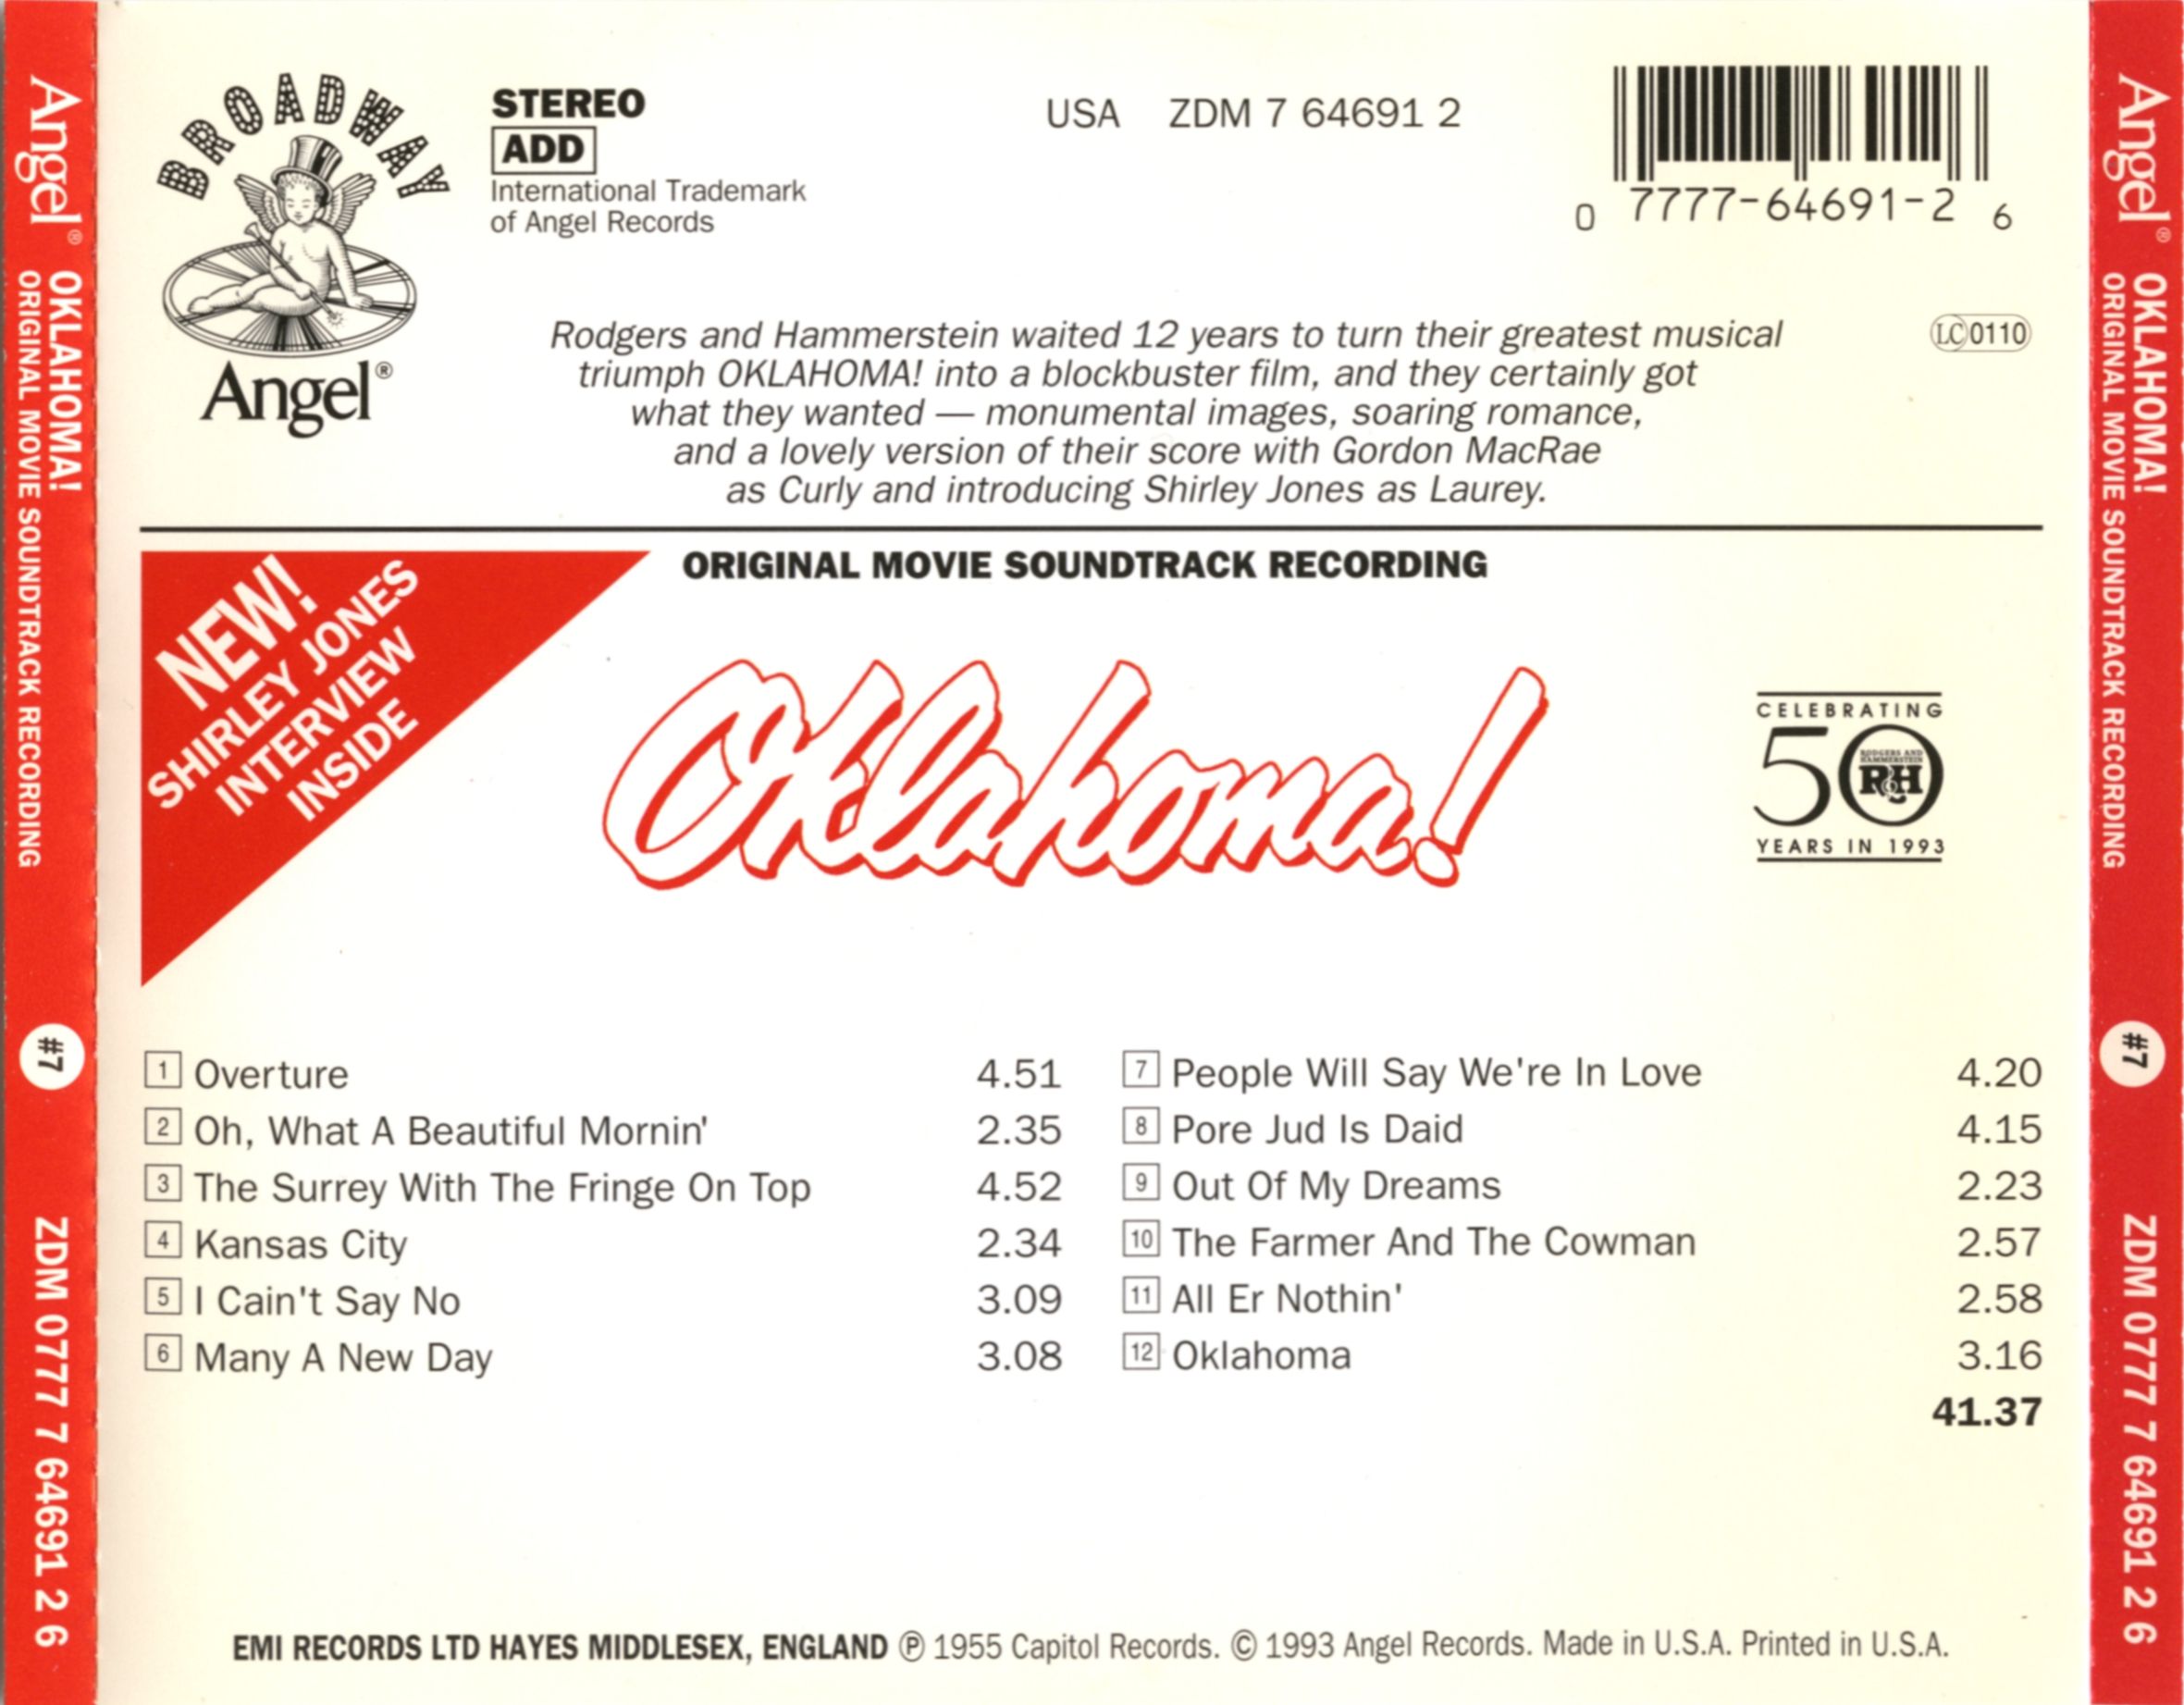 BROADWAY
Angel®
STEREO
ADD
International Trademark
of Angel Records
USA ZDM 7 64691 2
0 7777-64691-2 6
LC 0110
Rodgers and Hammerstein waited 12 years to turn their greatest musical
triumph OKLAHOMA! into a blockbuster film, and they certainly got
what they wanted — monumental images, soaring romance,
and a lovely version of their score with Gordon MacRae
as Curly and introducing Shirley Jones as Laurey.
NEW!
SHIRLEY JONES
INTERVIEW
INSIDE
ORIGINAL MOVIE SOUNDTRACK RECORDING
Oklahoma!
CELEBRATING
50
RODGERS AND
HAMMERSTEIN
R&H
YEARS IN 1993
1 Overture 4.51
2 Oh, What A Beautiful Mornin' 2.35
3 The Surrey With The Fringe On Top 4.52
4 Kansas City 2.34
5 I Cain't Say No 3.09
6 Many A New Day 3.08
7 People Will Say We're In Love 4.20
8 Pore Jud Is Daid 4.15
9 Out Of My Dreams 2.23
10 The Farmer And The Cowman 2.57
11 All Er Nothin' 2.58
12 Oklahoma 3.16
41.37
EMI RECORDS LTD HAYES MIDDLESEX, ENGLAND ℗ 1955 Capitol Records. © 1993 Angel Records. Made in U.S.A. Printed in U.S.A.
Angel®
OKLAHOMA!
ORIGINAL MOVIE SOUNDTRACK RECORDING
#7
ZDM 0777 7 64691 2 6
Angel®
OKLAHOMA!
ORIGINAL MOVIE SOUNDTRACK RECORDING
#7
ZDM 0777 7 64691 2 6